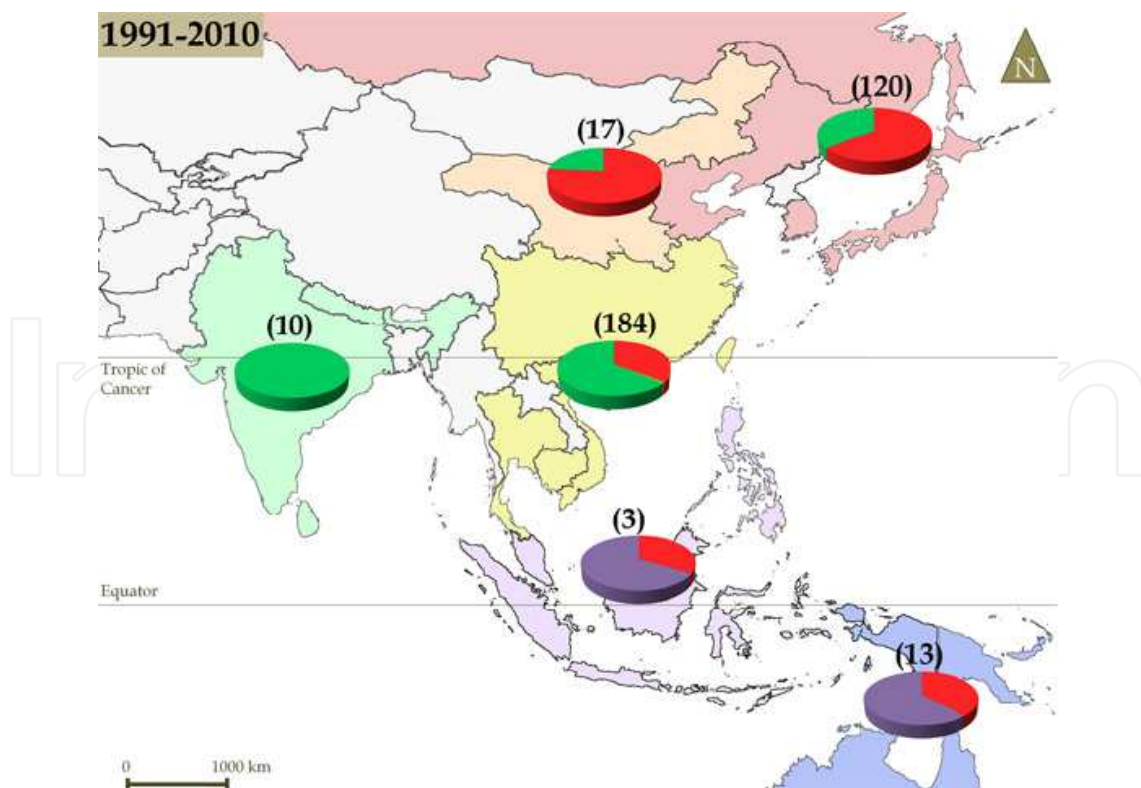 1991-2010
N
(120)
(17)
(10)
(184)
Tropic of
Cancer
(3)
Equator
(13)
0 1000 km